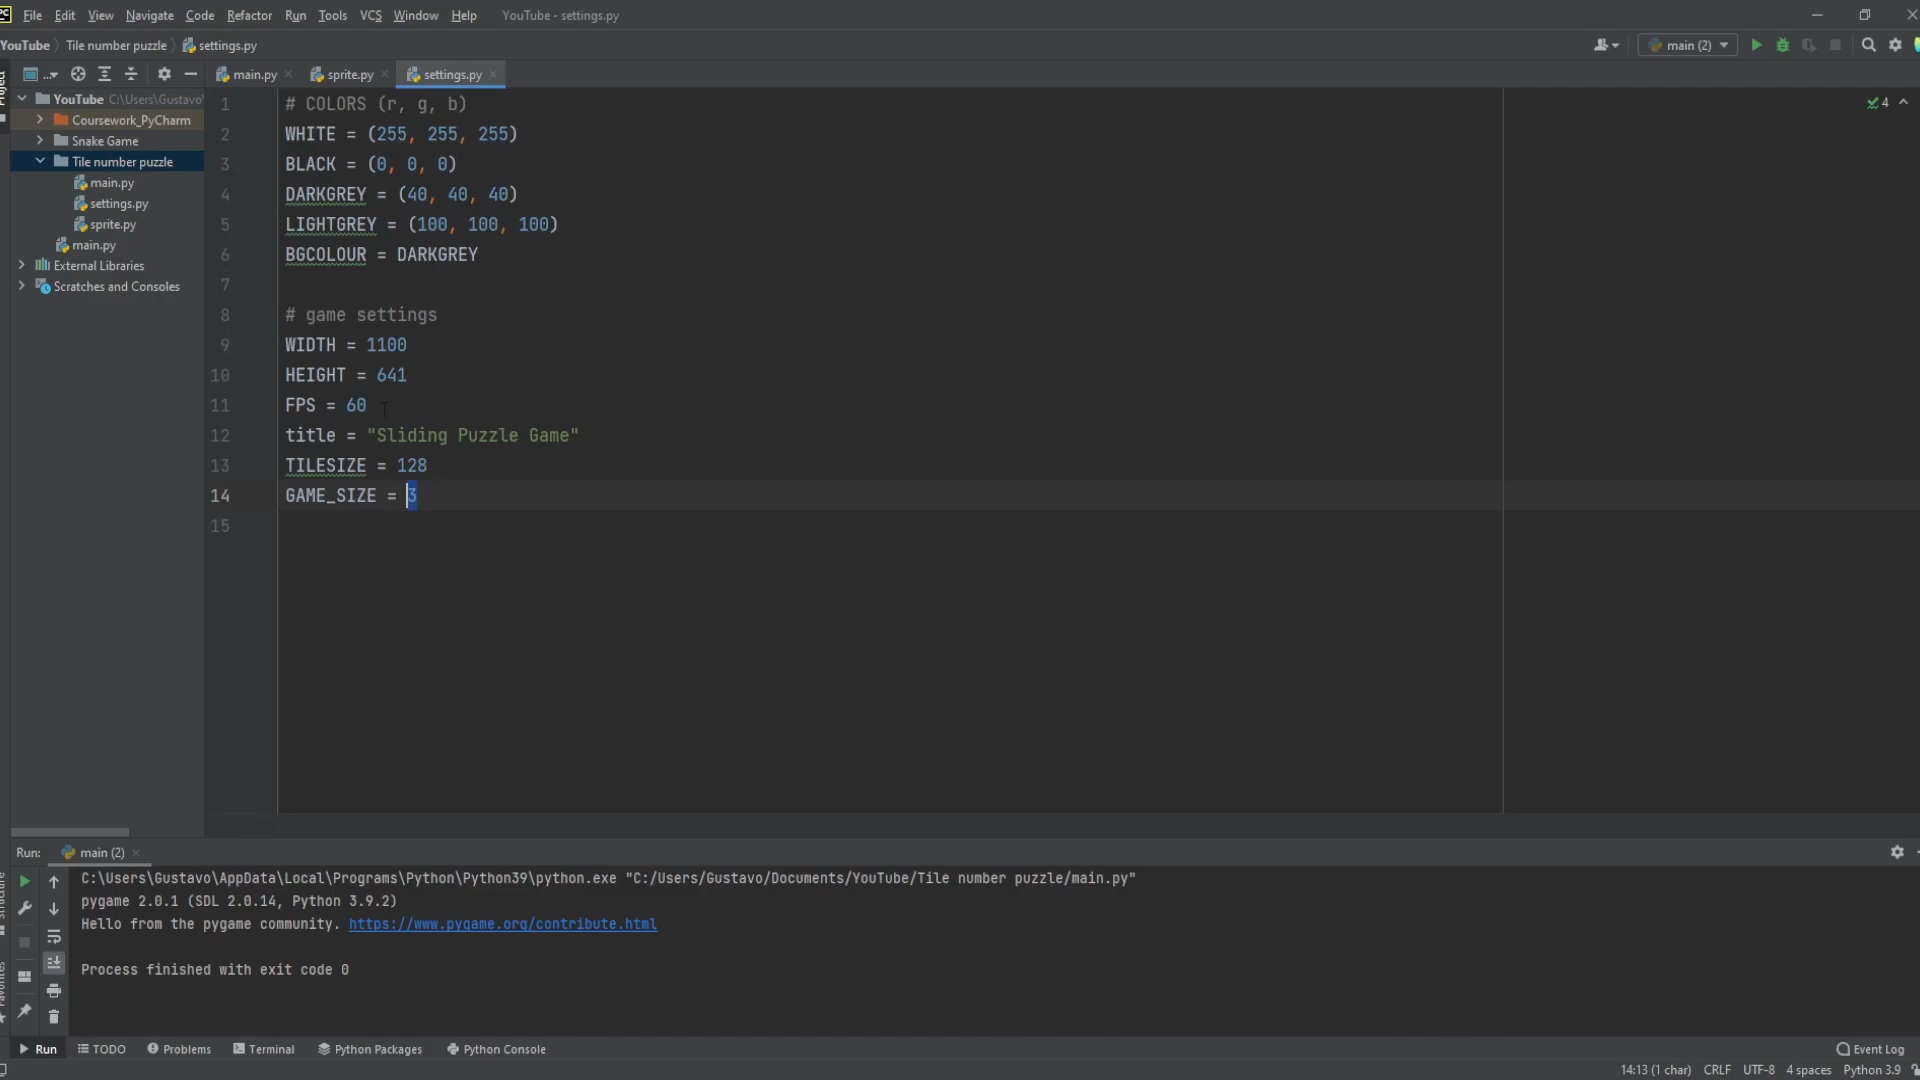 PC File Edit View Navigate Code Refactor Run Tools VCS Window Help YouTube - settings.py
YouTube Tile number puzzle settings.py main (2)
Project ... main.py sprite.py settings.py
YouTube C:\Users\Gustavo\
Coursework_PyCharm
Snake Game
Tile number puzzle
main.py
settings.py
sprite.py
main.py
External Libraries
Scratches and Consoles
1 # COLORS (r, g, b)
2 WHITE = (255, 255, 255)
3 BLACK = (0, 0, 0)
4 DARKGREY = (40, 40, 40)
5 LIGHTGREY = (100, 100, 100)
6 BGCOLOUR = DARKGREY
7
8 # game settings
9 WIDTH = 1100
10 HEIGHT = 641
11 FPS = 60
12 title = "Sliding Puzzle Game"
13 TILESIZE = 128
14 GAME_SIZE = 3
15
4
Run: main (2)
C:\Users\Gustavo\AppData\Local\Programs\Python\Python39\python.exe "C:/Users/Gustavo/Documents/YouTube/Tile number puzzle/main.py"
pygame 2.0.1 (SDL 2.0.14, Python 3.9.2)
Hello from the pygame community. https://www.pygame.org/contribute.html
Process finished with exit code 0
Favorites
Run TODO Problems Terminal Python Packages Python Console Event Log
14:13 (1 char) CRLF UTF-8 4 spaces Python 3.9